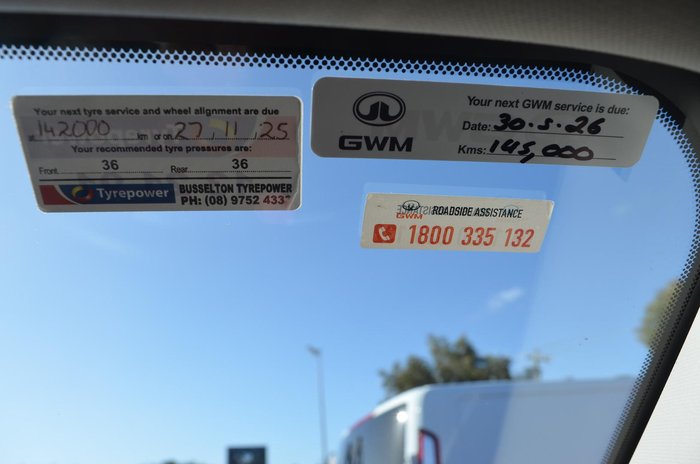 Your next tyre service and wheel alignment are due
at 142000 km or on 27.11.25
Your recommended tyre pressures are:
Front 36 Rear 36
Tyrepower BUSSELTON TYREPOWER
PH: (08) 9752 433
Your next GWM service is due:
Date: 30-5-26
GWM
Kms: 145,000
ROADSIDE ASSISTANCE
GWM
1800 335 132